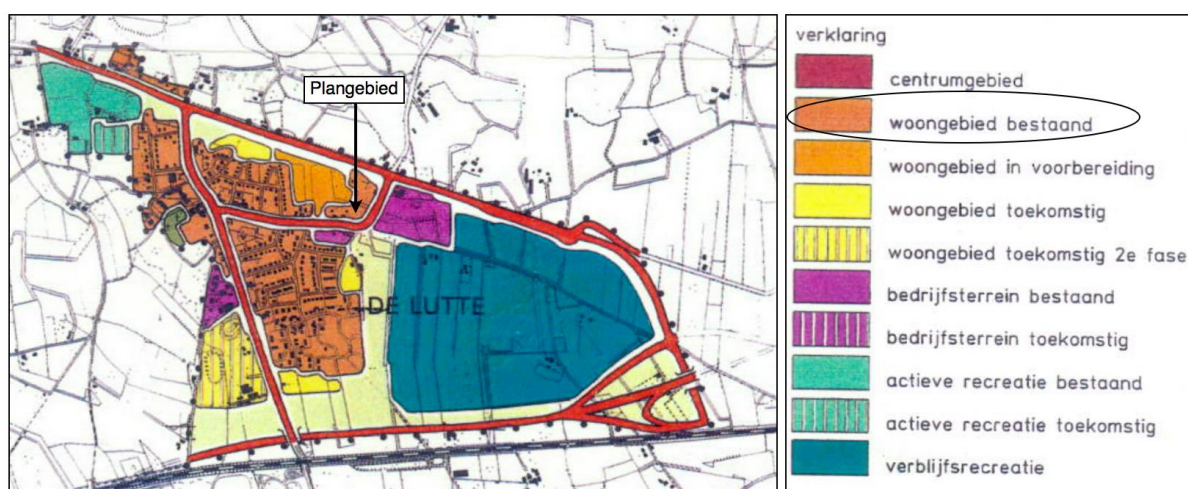 Plangebied
DE LUTTE
verklaring
centrumgebied
woongebied bestaand
woongebied in voorbereiding
woongebied toekomstig
woongebied toekomstig 2e fase
bedrijfsterrein bestaand
bedrijfsterrein toekomstig
actieve recreatie bestaand
actieve recreatie toekomstig
verblijfsrecreatie